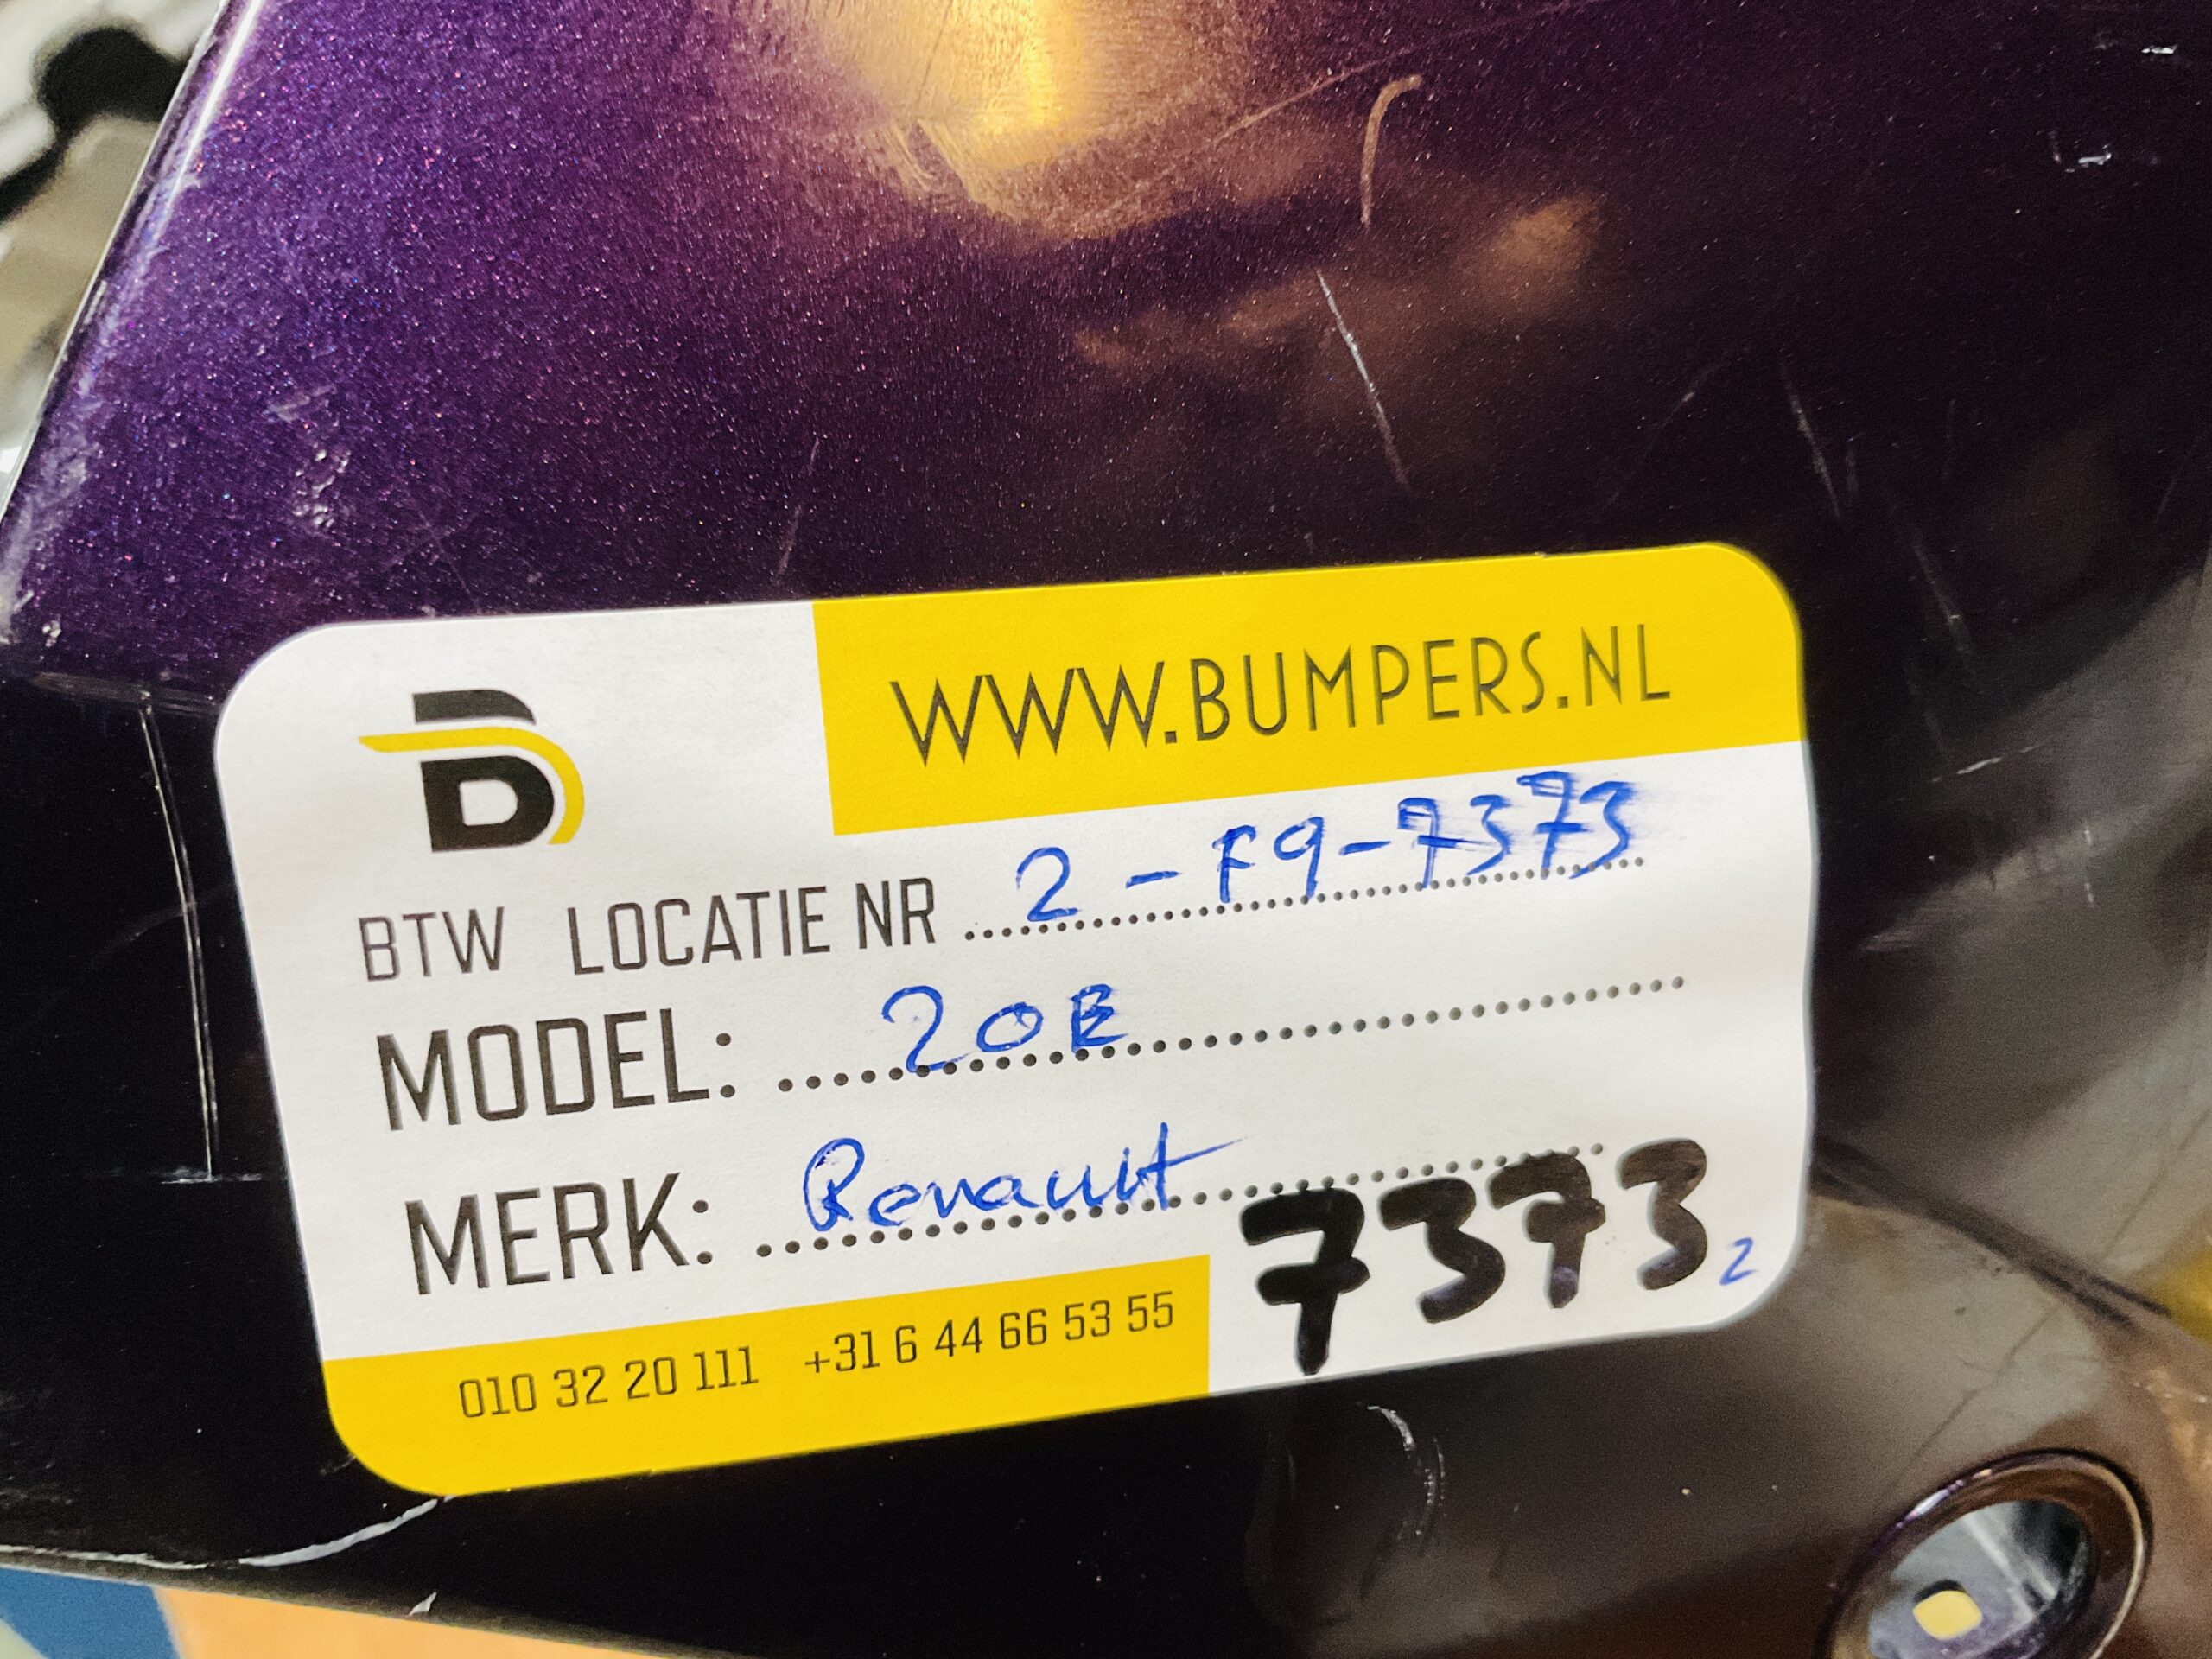 WWW.BUMPERS.NL
B
BTW LOCATIE NR 2-F9-7373
MODEL: ZOE
MERK: Renault
7373 2
010 32 20 111 +31 6 44 66 53 55